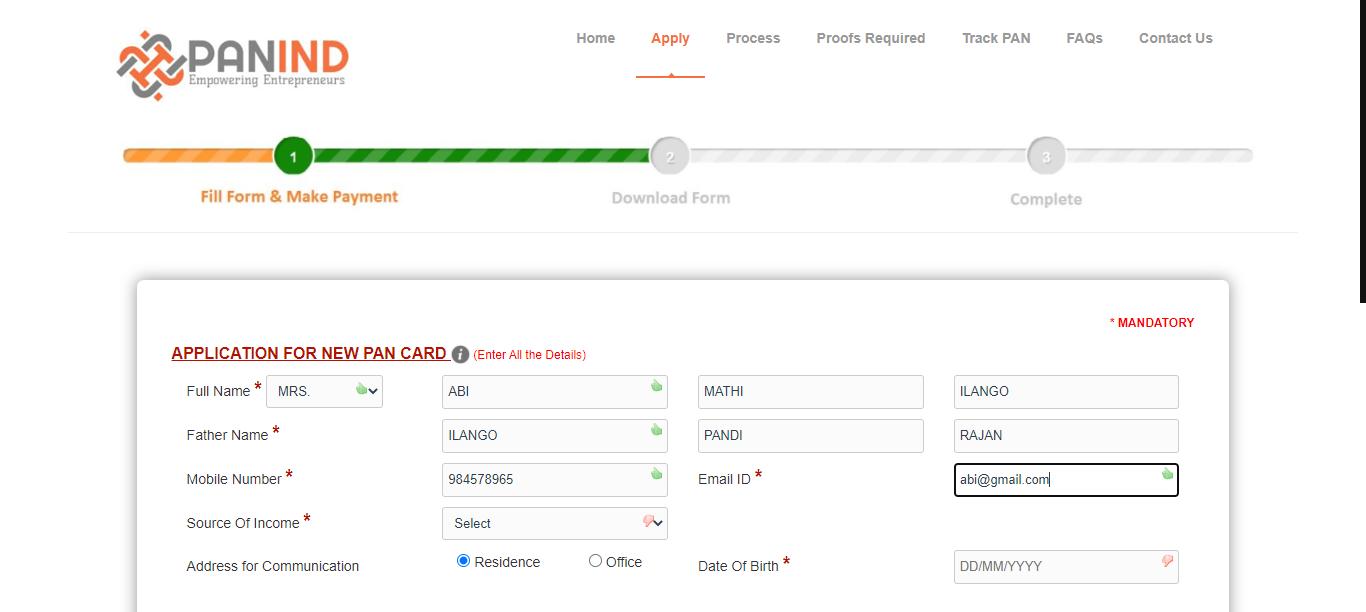 PANIND
Empowering Entrepreneurs
Home Apply Process Proofs Required Track PAN FAQs Contact Us
1 2 3
Fill Form & Make Payment Download Form Complete
* MANDATORY
APPLICATION FOR NEW PAN CARD i (Enter All the Details)
Full Name * MRS. ABI MATHI ILANGO
Father Name * ILANGO PANDI RAJAN
Mobile Number * 984578965 Email ID * abi@gmail.com
Source Of Income * Select
Address for Communication Residence Office Date Of Birth * DD/MM/YYYY